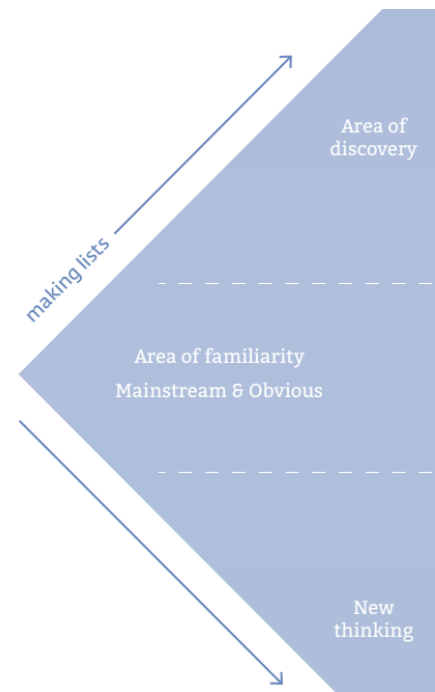 Area of
discovery
making lists
Area of familiarity
Mainstream & Obvious
New
thinking